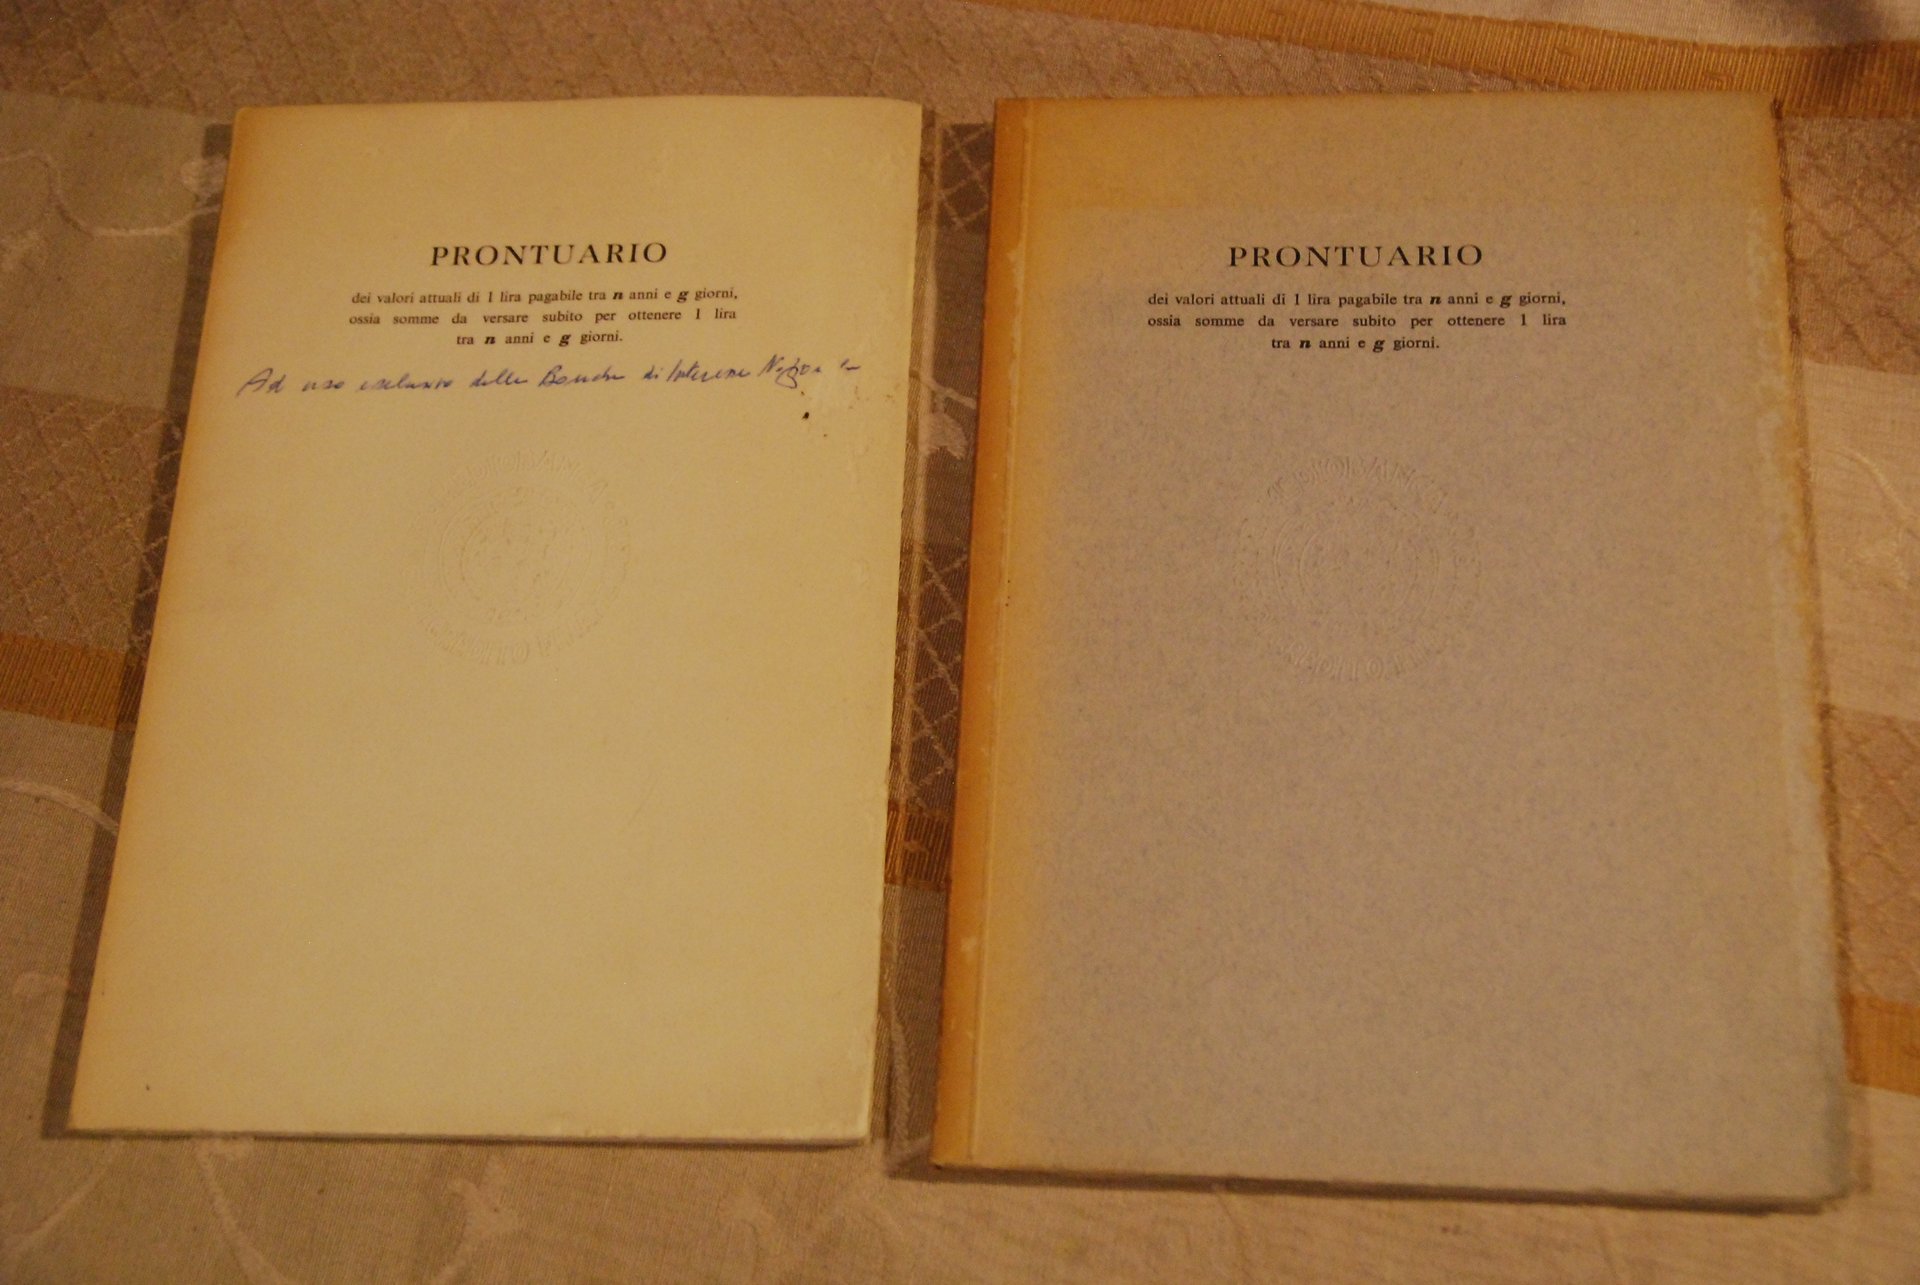 PRONTUARIO
dei valori attuali di 1 lira pagabile tra n anni e g giorni,
ossia somme da versare subito per ottenere 1 lira
tra n anni e g giorni.
Ad uso esclusivo delle Banche di Interesse
PRONTUARIO
dei valori attuali di 1 lira pagabile tra n anni e g giorni,
ossia somme da versare subito per ottenere 1 lira
tra n anni e g giorni.